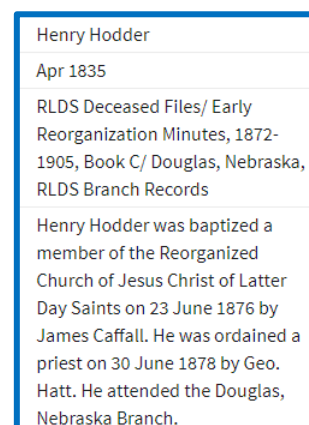 Henry Hodder
Apr 1835
RLDS Deceased Files/ Early
Reorganization Minutes, 1872-
1905, Book C/ Douglas, Nebraska,
RLDS Branch Records
Henry Hodder was baptized a
member of the Reorganized
Church of Jesus Christ of Latter
Day Saints on 23 June 1876 by
James Caffall. He was ordained a
priest on 30 June 1878 by Geo.
Hatt. He attended the Douglas,
Nebraska Branch.